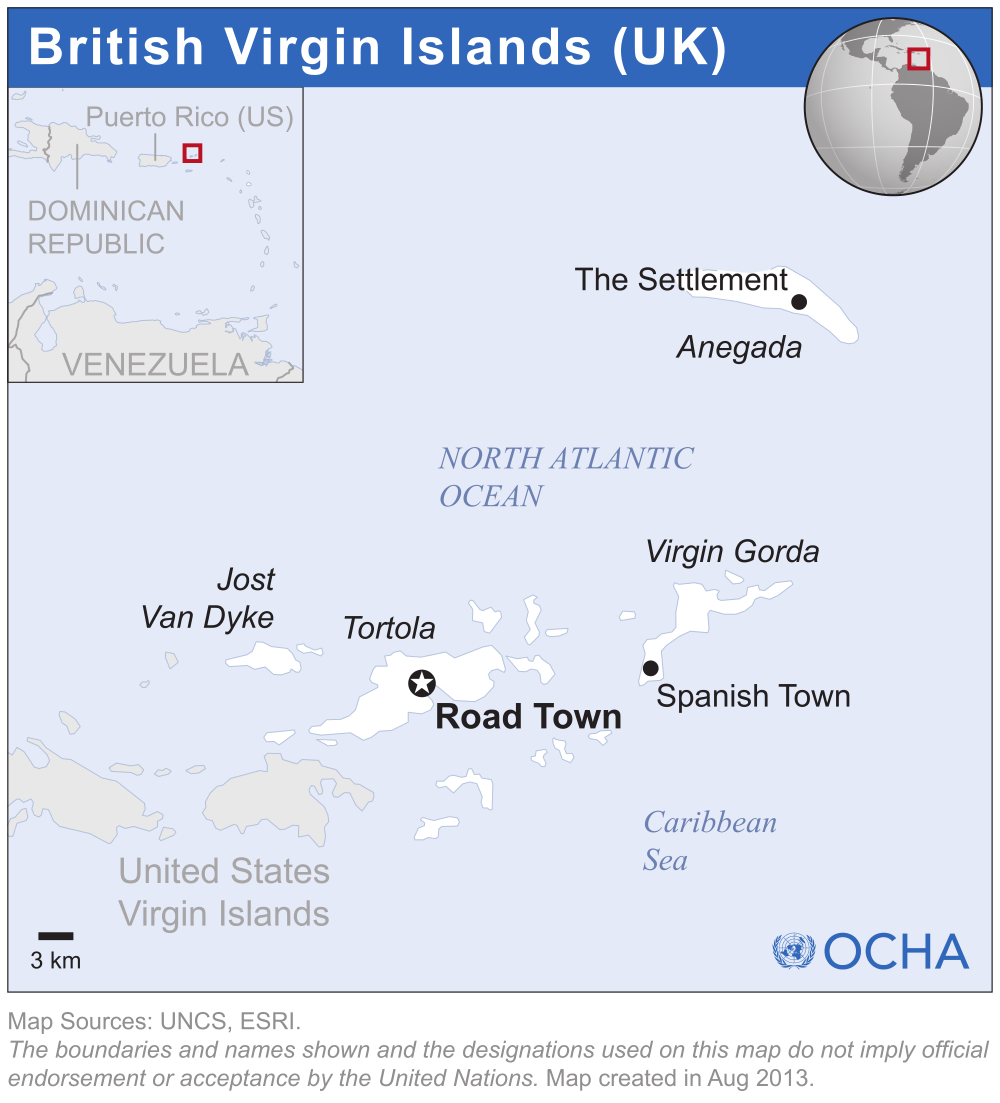 British Virgin Islands (UK)
Puerto Rico (US)
DOMINICAN
REPUBLIC
VENEZUELA
The Settlement
Anegada
NORTH ATLANTIC
OCEAN
Virgin Gorda
Jost
Van Dyke
Tortola
Spanish Town
Road Town
Caribbean
Sea
United States
Virgin Islands
3 km
OCHA
Map Sources: UNCS, ESRI.
The boundaries and names shown and the designations used on this map do not imply official
endorsement or acceptance by the United Nations. Map created in Aug 2013.